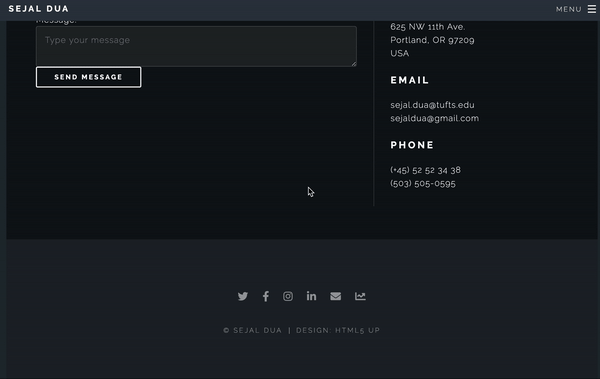 SEJAL DUA
MENU
Message:
Type your message
SEND MESSAGE
625 NW 11th Ave.
Portland, OR 97209
USA
EMAIL
sejal.dua@tufts.edu
sejaldua@gmail.com
PHONE
(+45) 52 52 34 38
(503) 505-0595
© SEJAL DUA | DESIGN: HTML5 UP